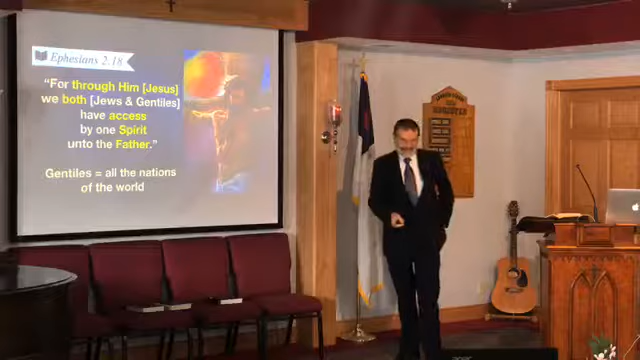 Ephesians 2.18
"For through Him [Jesus]
we both [Jews & Gentiles]
have access
by one Spirit
unto the Father."
Gentiles = all the nations
of the world
REGISTER